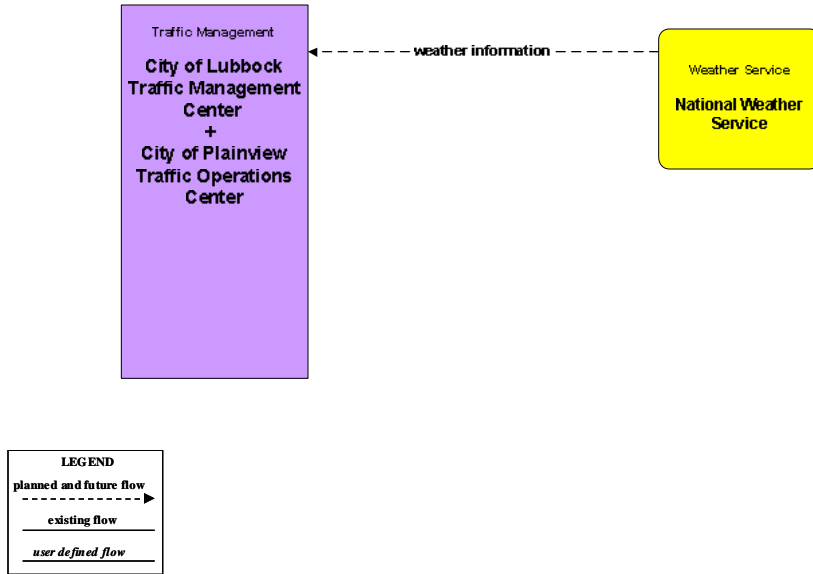 Traffic Management
City of Lubbock
Traffic Management
Center
+
City of Plainview
Traffic Operations
Center
weather information
Weather Service
National Weather
Service
LEGEND
planned and future flow
existing flow
user defined flow